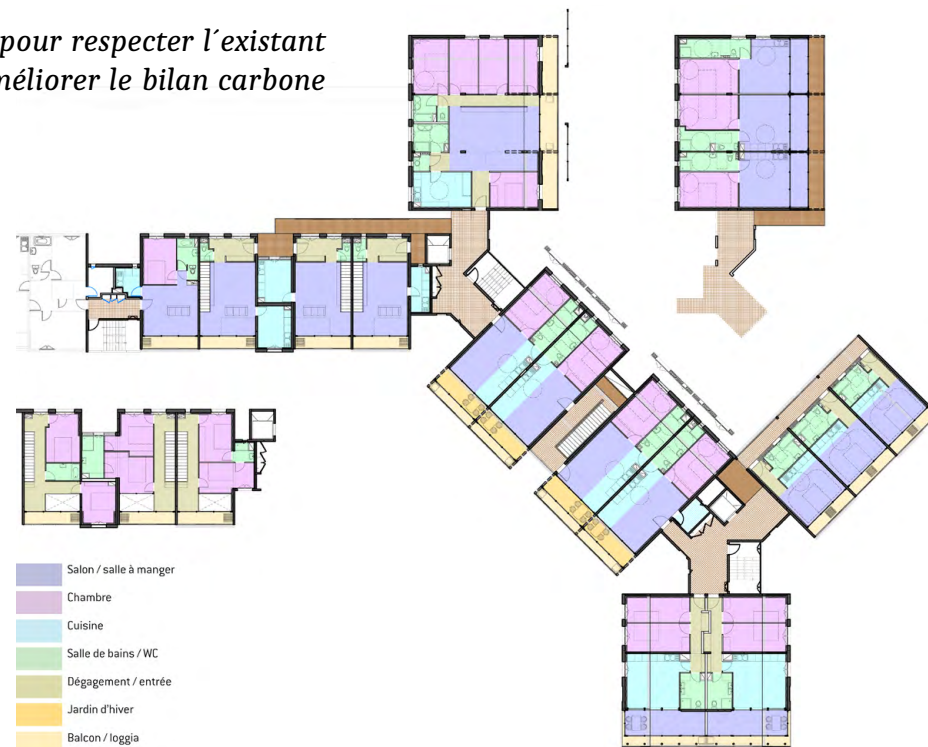 pour respecter l´existant
méliorer le bilan carbone
Salon / salle à manger
Chambre
Cuisine
Salle de bains / WC
Dégagement / entrée
Jardin d'hiver
Balcon / loggia